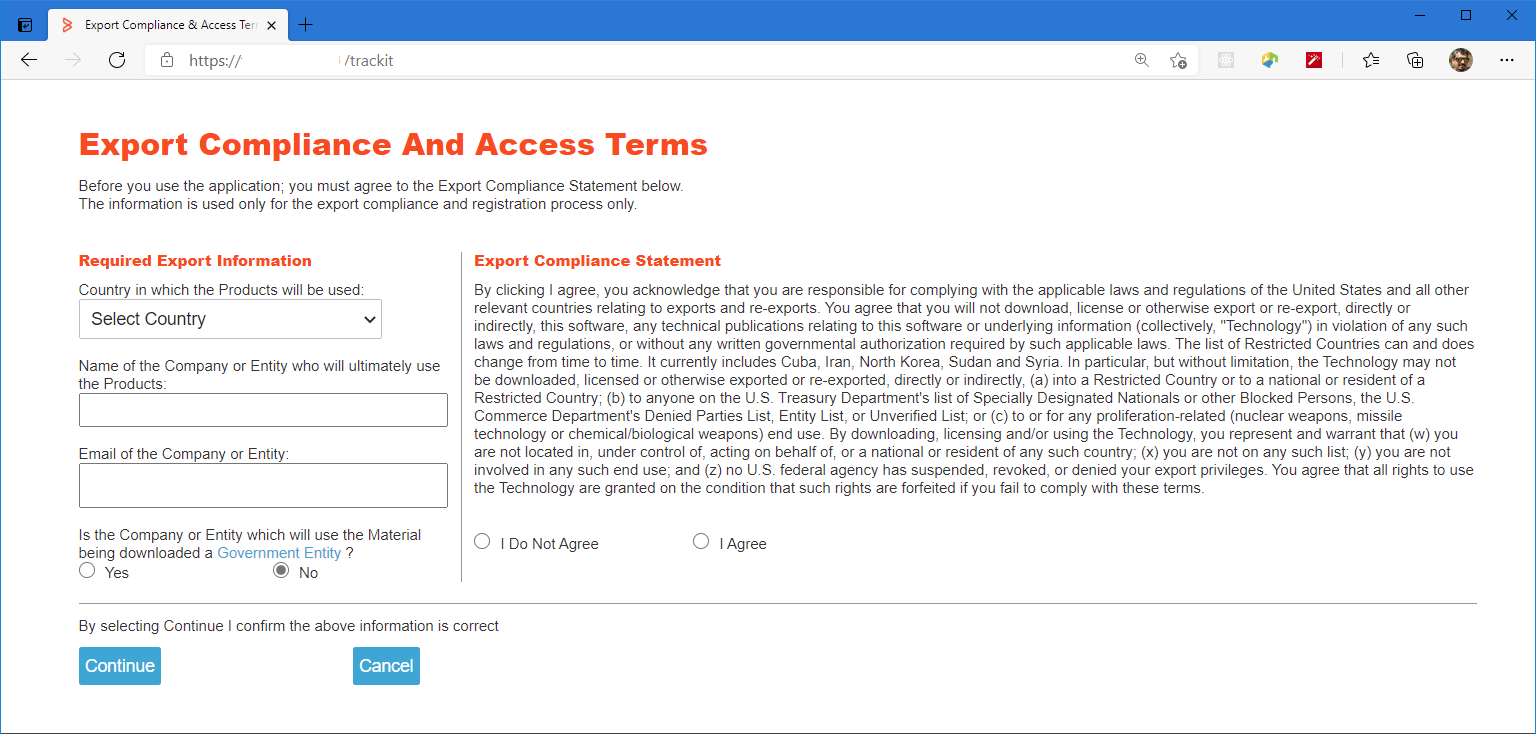 Export Compliance & Access Ter
https://
/trackit
Export Compliance And Access Terms
Before you use the application; you must agree to the Export Compliance Statement below.
The information is used only for the export compliance and registration process only.
Required Export Information
Country in which the Products will be used:
Select Country
Name of the Company or Entity who will ultimately use
the Products:
Email of the Company or Entity:
Is the Company or Entity which will use the Material
being downloaded a Government Entity ?
Yes
No
Export Compliance Statement
By clicking I agree, you acknowledge that you are responsible for complying with the applicable laws and regulations of the United States and all other
relevant countries relating to exports and re-exports. You agree that you will not download, license or otherwise export or re-export, directly or
indirectly, this software, any technical publications relating to this software or underlying information (collectively, "Technology") in violation of any such
laws and regulations, or without any written governmental authorization required by such applicable laws. The list of Restricted Countries can and does
change from time to time. It currently includes Cuba, Iran, North Korea, Sudan and Syria. In particular, but without limitation, the Technology may not
be downloaded, licensed or otherwise exported or re-exported, directly or indirectly, (a) into a Restricted Country or to a national or resident of a
Restricted Country; (b) to anyone on the U.S. Treasury Department's list of Specially Designated Nationals or other Blocked Persons, the U.S.
Commerce Department's Denied Parties List, Entity List, or Unverified List; or (c) to or for any proliferation-related (nuclear weapons, missile
technology or chemical/biological weapons) end use. By downloading, licensing and/or using the Technology, you represent and warrant that (w) you
are not located in, under control of, acting on behalf of, or a national or resident of any such country; (x) you are not on any such list; (y) you are not
involved in any such end use; and (z) no U.S. federal agency has suspended, revoked, or denied your export privileges. You agree that all rights to use
the Technology are granted on the condition that such rights are forfeited if you fail to comply with these terms.
I Do Not Agree
I Agree
By selecting Continue I confirm the above information is correct
Continue
Cancel